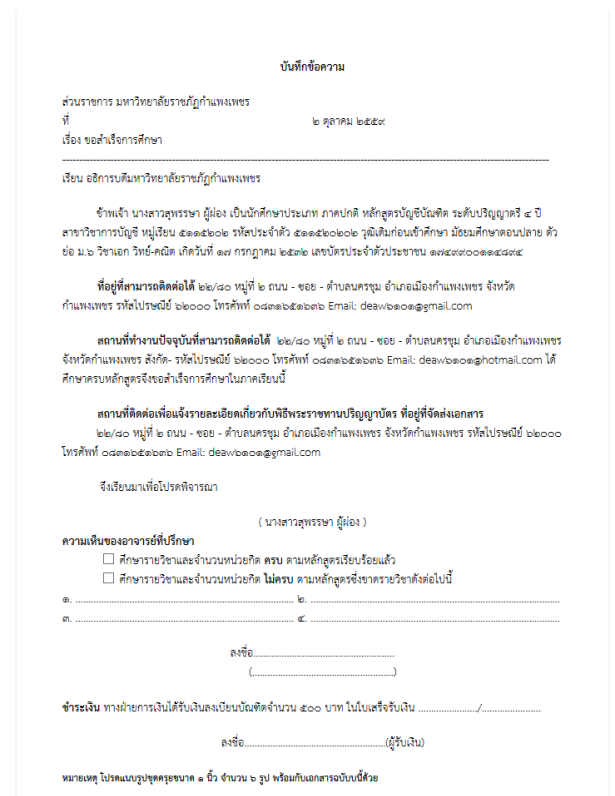 บันทึกข้อความ
ส่วนราชการ มหาวิทยาลัยราชภัฏกำแพงเพชร
ที่ ๒ ตุลาคม ๒๕๕๙
เรื่อง ขอสำเร็จการศึกษา
เรียน อธิการบดีมหาวิทยาลัยราชภัฏกำแพงเพชร
ข้าพเจ้า นางสาวสุพรรษา ผู้ผ่อง เป็นนักศึกษาประเภท ภาคปกติ หลักสูตรบัญชีบัณฑิต ระดับปริญญาตรี ๔ ปี
สาขาวิชาการบัญชี หมู่เรียน ๕๑๑๕๒๐๒ รหัสประจำตัว ๕๑๑๕๒๐๒๐๒ วุฒิเดิมก่อนเข้าศึกษา มัธยมศึกษาตอนปลาย ตัว
ย่อ ม.๖ วิชาเอก วิทย์-คณิต เกิดวันที่ ๑๗ กรกฎาคม ๒๕๓๒ เลขบัตรประจำตัวประชาชน ๑๗๔๙๙๐๐๑๑๔๘๙๔
ที่อยู่ที่สามารถติดต่อได้ ๒๒/๘๐ หมู่ที่ ๒ ถนน - ซอย - ตำบลนครชุม อำเภอเมืองกำแพงเพชร จังหวัด
กำแพงเพชร รหัสไปรษณีย์ ๖๒๐๐๐ โทรศัพท์ ๐๘๓๑๖๕๑๖๓๖ Email: deaw๖๑๐๑@gmail.com
สถานที่ทำงานปัจจุบันที่สามารถติดต่อได้ ๒๒/๘๐ หมู่ที่ ๒ ถนน - ซอย - ตำบลนครชุม อำเภอเมืองกำแพงเพชร
จังหวัดกำแพงเพชร สังกัด- รหัสไปรษณีย์ ๖๒๐๐๐ โทรศัพท์ ๐๘๓๑๖๕๑๖๓๖ Email: deaw๖๑๐๑@hotmail.com ได้
ศึกษาครบหลักสูตรจึงขอสำเร็จการศึกษาในภาคเรียนนี้
สถานที่ติดต่อเพื่อแจ้งรายละเอียดเกี่ยวกับพิธีพระราชทานปริญญาบัตร ที่อยู่ที่จัดส่งเอกสาร
๒๒/๘๐ หมู่ที่ ๒ ถนน - ซอย - ตำบลนครชุม อำเภอเมืองกำแพงเพชร จังหวัดกำแพงเพชร รหัสไปรษณีย์ ๖๒๐๐๐
โทรศัพท์ ๐๘๓๑๖๕๑๖๓๖ Email: deaw๖๑๐๑@gmail.com
จึงเรียนมาเพื่อโปรดพิจารณา
( นางสาวสุพรรษา ผู้ผ่อง )
ความเห็นของอาจารย์ที่ปรึกษา
ศึกษารายวิชาและจำนวนหน่วยกิต ครบ ตามหลักสูตรเรียบร้อยแล้ว
ศึกษารายวิชาและจำนวนหน่วยกิต ไม่ครบ ตามหลักสูตรซึ่งขาดรายวิชาดังต่อไปนี้
๑. ........................ ๒. ........................
๓. ........................ ๔. ........................
ลงชื่อ........................
(........................)
ชำระเงิน ทางฝ่ายการเงินได้รับเงินลงเบียนบัณฑิตจำนวน ๕๐๐ บาท ในใบเสร็จรับเงิน ............/............
ลงชื่อ........................(ผู้รับเงิน)
หมายเหตุ โปรดแนบรูปชุดครุยขนาด ๑ นิ้ว จำนวน ๖ รูป พร้อมกับเอกสารฉบับบนี้ด้วย